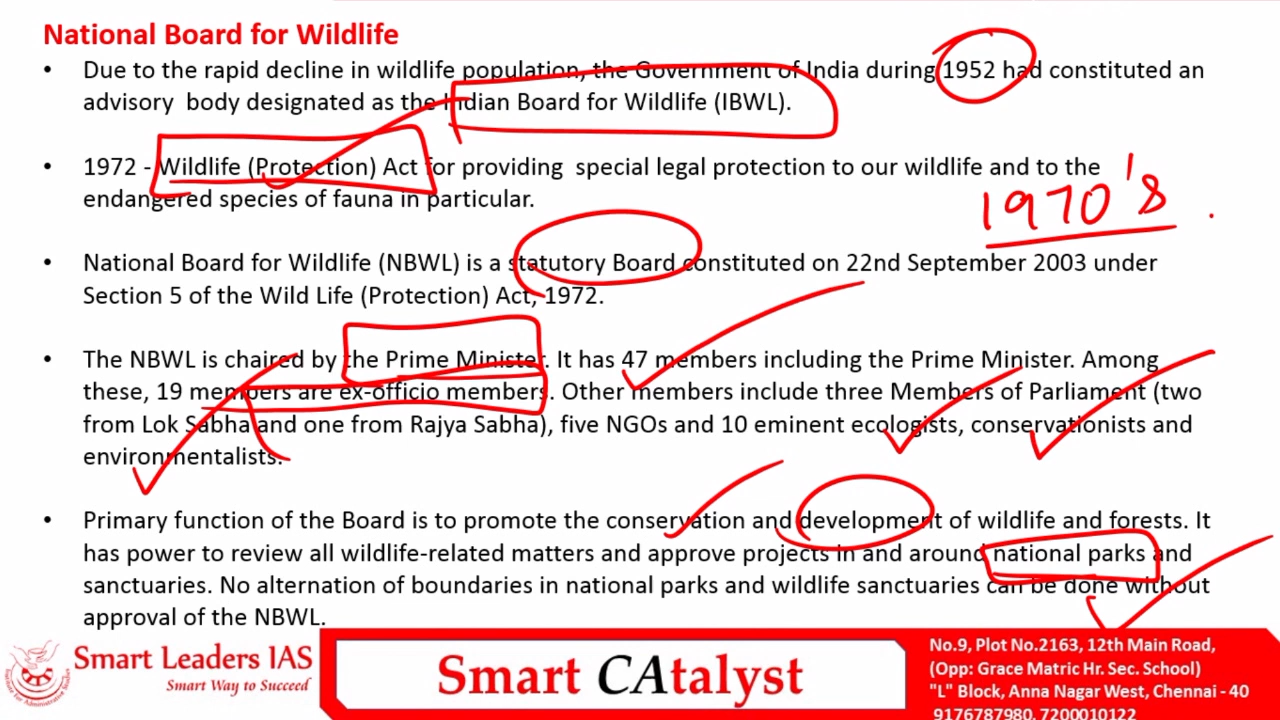 National Board for Wildlife
• Due to the rapid decline in wildlife population, the Government of India during 1952 had constituted an
advisory body designated as the Indian Board for Wildlife (IBWL).
• 1972 - Wildlife (Protection) Act for providing special legal protection to our wildlife and to the
endangered species of fauna in particular.
1970's.
• National Board for Wildlife (NBWL) is a statutory Board constituted on 22nd September 2003 under
Section 5 of the Wild Life (Protection) Act, 1972.
• The NBWL is chaired by the Prime Minister. It has 47 members including the Prime Minister. Among
these, 19 members are ex-officio members. Other members include three Members of Parliament (two
from Lok Sabha and one from Rajya Sabha), five NGOs and 10 eminent ecologists, conservationists and
environmentalists.
• Primary function of the Board is to promote the conservation and development of wildlife and forests. It
has power to review all wildlife-related matters and approve projects in and around national parks and
sanctuaries. No alternation of boundaries in national parks and wildlife sanctuaries can be done without
approval of the NBWL.
Smart Leaders IAS
Smart Way to Succeed
Smart CAtalyst
No.9, Plot No.2163, 12th Main Road,
(Opp: Grace Matric Hr. Sec. School)
"L" Block, Anna Nagar West, Chennai - 40
9176787980, 7200010122